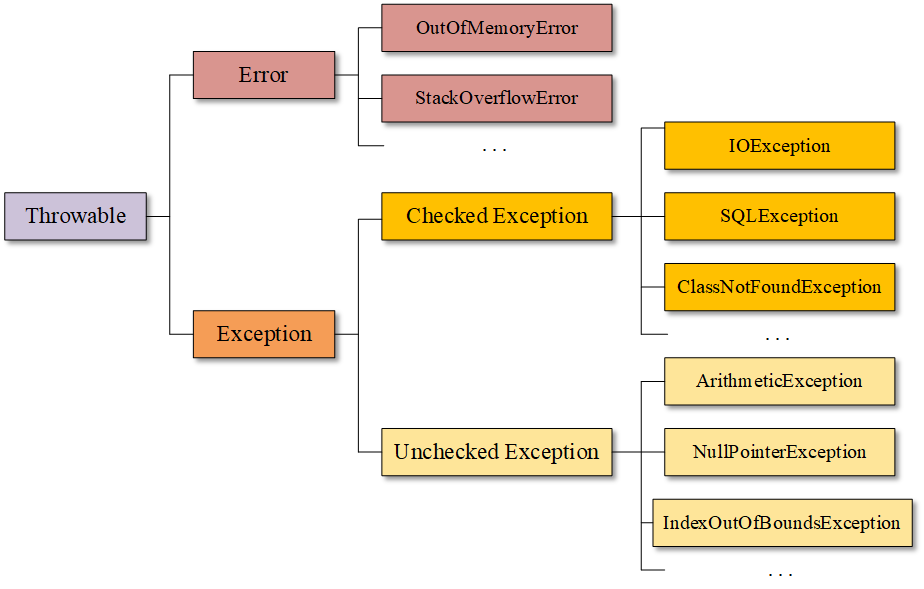 OutOfMemoryError
Error
StackOverflowError
. . .
IOException
Throwable
Checked Exception
SQLException
ClassNotFoundException
Exception
. . .
ArithmeticException
Unchecked Exception
NullPointerException
IndexOutOfBoundsException
. . .